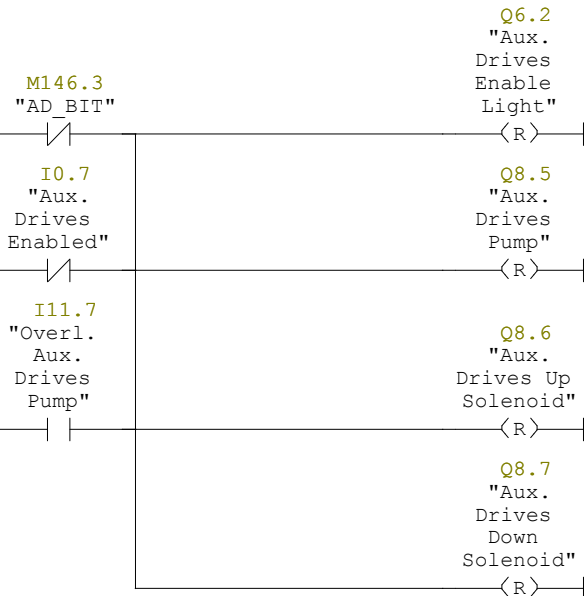 Q6.2
"Aux.
Drives
Enable
Light"
M146.3
"AD_BIT"
(R)
I0.7
"Aux.
Drives
Enabled"
Q8.5
"Aux.
Drives
Pump"
(R)
I11.7
"Overl.
Aux.
Drives
Pump"
Q8.6
"Aux.
Drives Up
Solenoid"
(R)
Q8.7
"Aux.
Drives
Down
Solenoid"
(R)